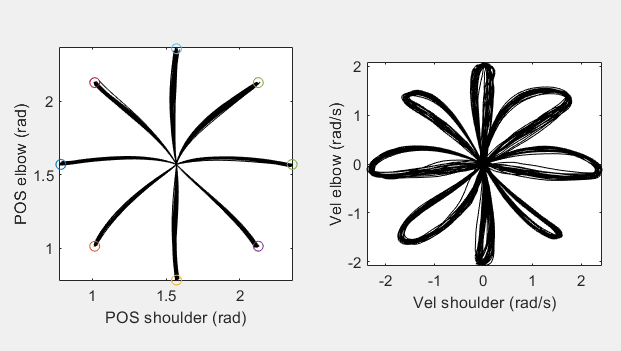 2
1.5
1
POS elbow (rad)
1 1.5 2
POS shoulder (rad)
2
1
0
-1
-2
Vel elbow (rad/s)
-2 -1 0 1 2
Vel shoulder (rad/s)